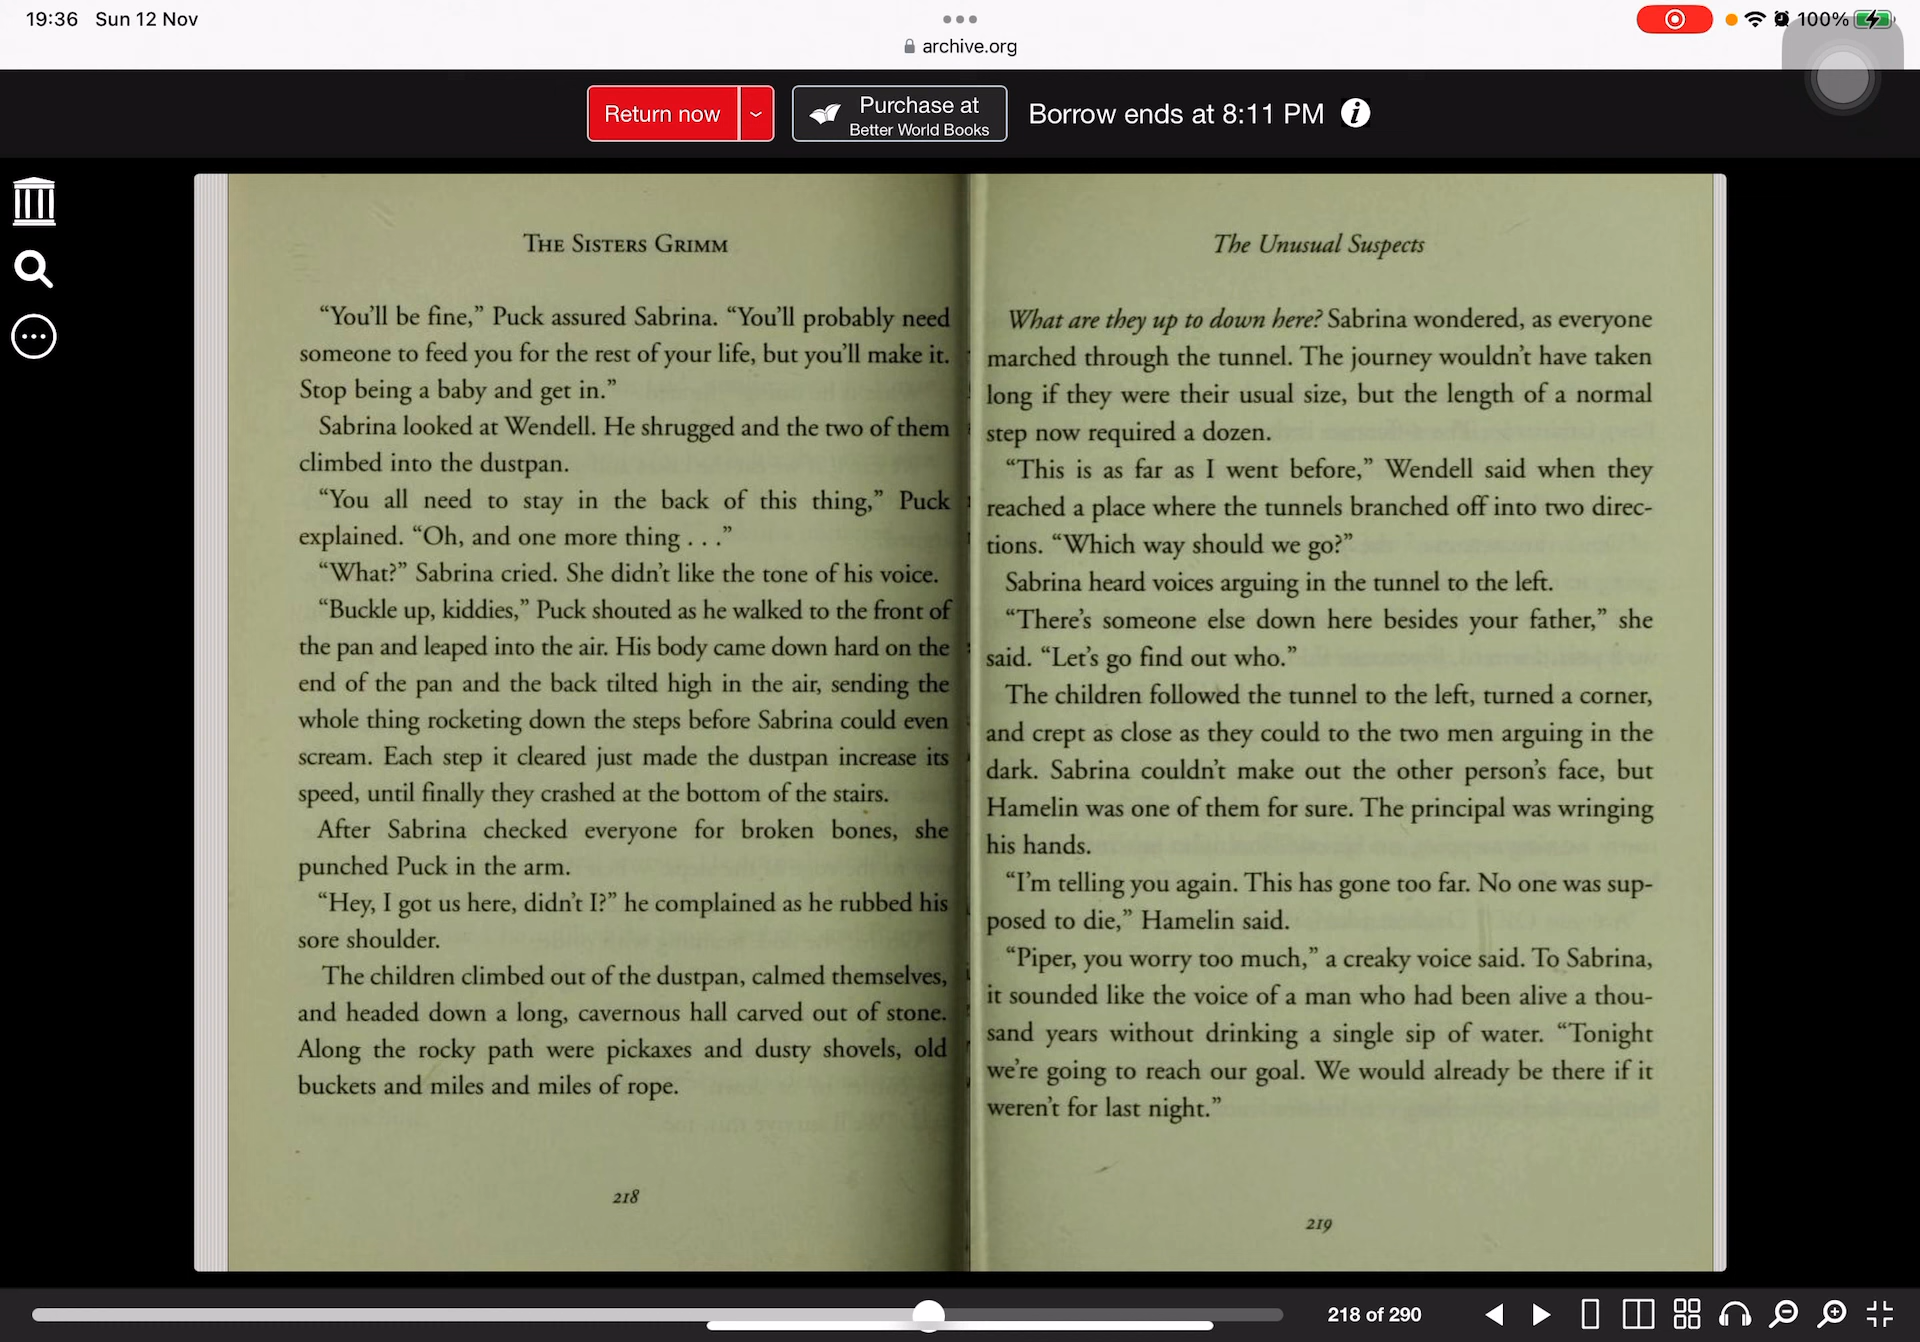 19:36 Sun 12 Nov
100%
archive.org
Return now
Purchase at
Better World Books
Borrow ends at 8:11 PM
THE SISTERS GRIMM
“You’ll be fine,” Puck assured Sabrina. “You’ll probably need
someone to feed you for the rest of your life, but you’ll make it.
Stop being a baby and get in.”
Sabrina looked at Wendell. He shrugged and the two of them
climbed into the dustpan.
“You all need to stay in the back of this thing,” Puck
explained. “Oh, and one more thing . . .”
“What?” Sabrina cried. She didn’t like the tone of his voice.
“Buckle up, kiddies,” Puck shouted as he walked to the front of
the pan and leaped into the air. His body came down hard on the
end of the pan and the back tilted high in the air, sending the
whole thing rocketing down the steps before Sabrina could even
scream. Each step it cleared just made the dustpan increase its
speed, until finally they crashed at the bottom of the stairs.
After Sabrina checked everyone for broken bones, she
punched Puck in the arm.
“Hey, I got us here, didn’t I?” he complained as he rubbed his
sore shoulder.
The children climbed out of the dustpan, calmed themselves,
and headed down a long, cavernous hall carved out of stone.
Along the rocky path were pickaxes and dusty shovels, old
buckets and miles and miles of rope.
218
The Unusual Suspects
What are they up to down here? Sabrina wondered, as everyone
marched through the tunnel. The journey wouldn’t have taken
long if they were their usual size, but the length of a normal
step now required a dozen.
“This is as far as I went before,” Wendell said when they
reached a place where the tunnels branched off into two direc-
tions. “Which way should we go?”
Sabrina heard voices arguing in the tunnel to the left.
“There’s someone else down here besides your father,” she
said. “Let’s go find out who.”
The children followed the tunnel to the left, turned a corner,
and crept as close as they could to the two men arguing in the
dark. Sabrina couldn’t make out the other person’s face, but
Hamelin was one of them for sure. The principal was wringing
his hands.
“I’m telling you again. This has gone too far. No one was sup-
posed to die,” Hamelin said.
“Piper, you worry too much,” a creaky voice said. To Sabrina,
it sounded like the voice of a man who had been alive a thou-
sand years without drinking a single sip of water. “Tonight
we’re going to reach our goal. We would already be there if it
weren’t for last night.”
219
218 of 290